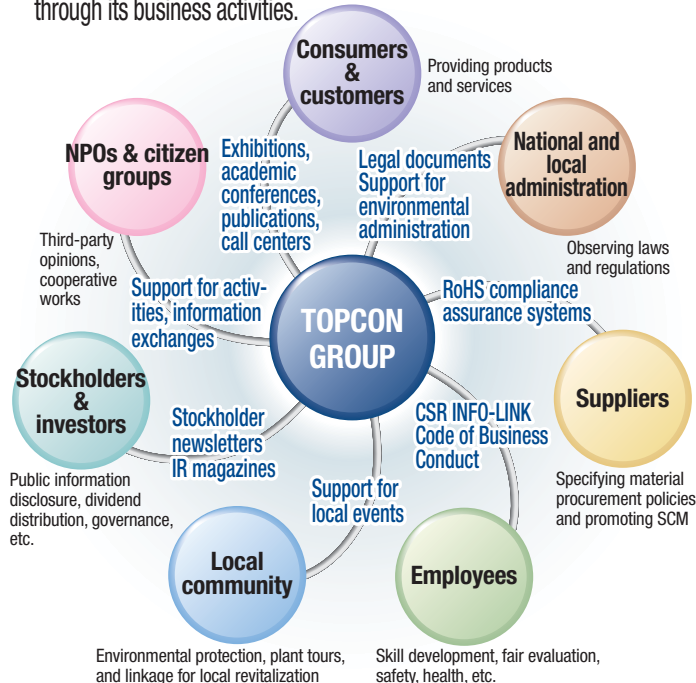 through its business activities.
Consumers
&
customers
Providing products
and services
NPOs & citizen
groups
Third-party
opinions,
cooperative
works
Exhibitions,
academic
conferences,
publications,
call centers
Legal documents
Support for
environmental
administration
National and
local
administration
Observing laws
and regulations
Support for activ-
ities, information
exchanges
TOPCON
GROUP
RoHS compliance
assurance systems
Stockholders
&
investors
Public information
disclosure, dividend
distribution, governance,
etc.
Stockholder
newsletters
IR magazines
CSR INFO-LINK
Code of Business
Conduct
Suppliers
Specifying material
procurement policies
and promoting SCM
Support for
local events
Local
community
Environmental protection, plant tours,
and linkage for local revitalization
Employees
Skill development, fair evaluation,
safety, health, etc.